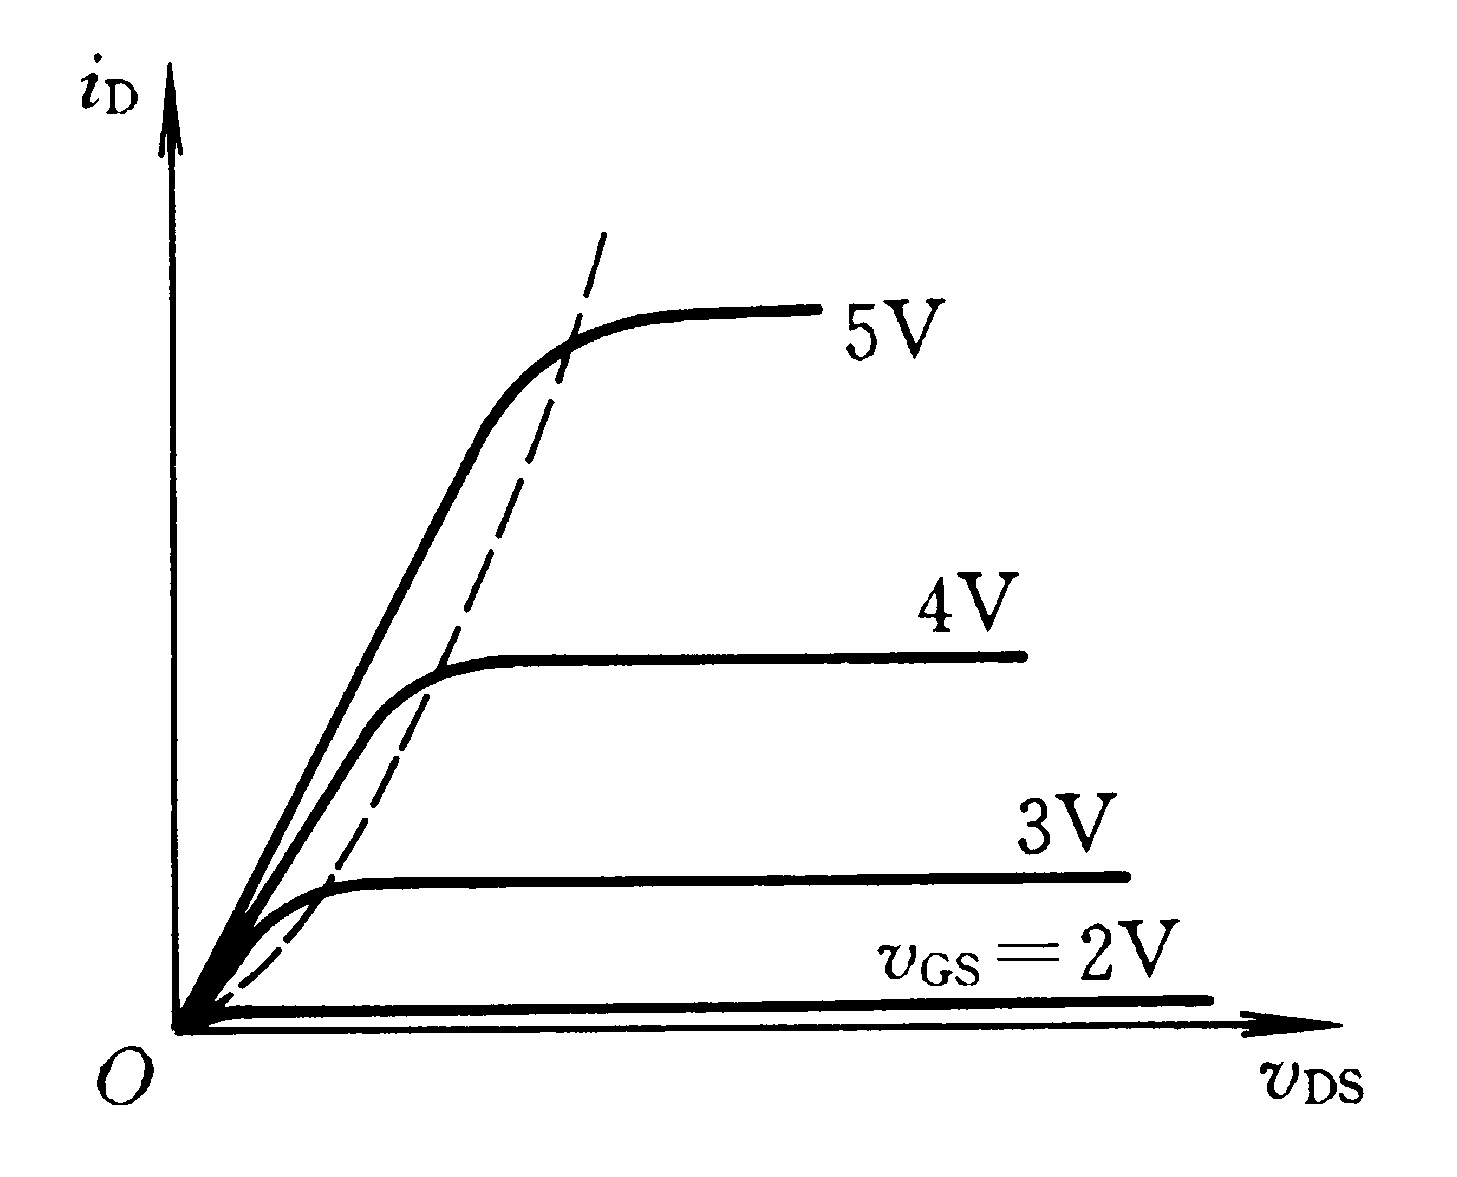 iD
5V
4V
3V
vGS = 2V
O
vDS